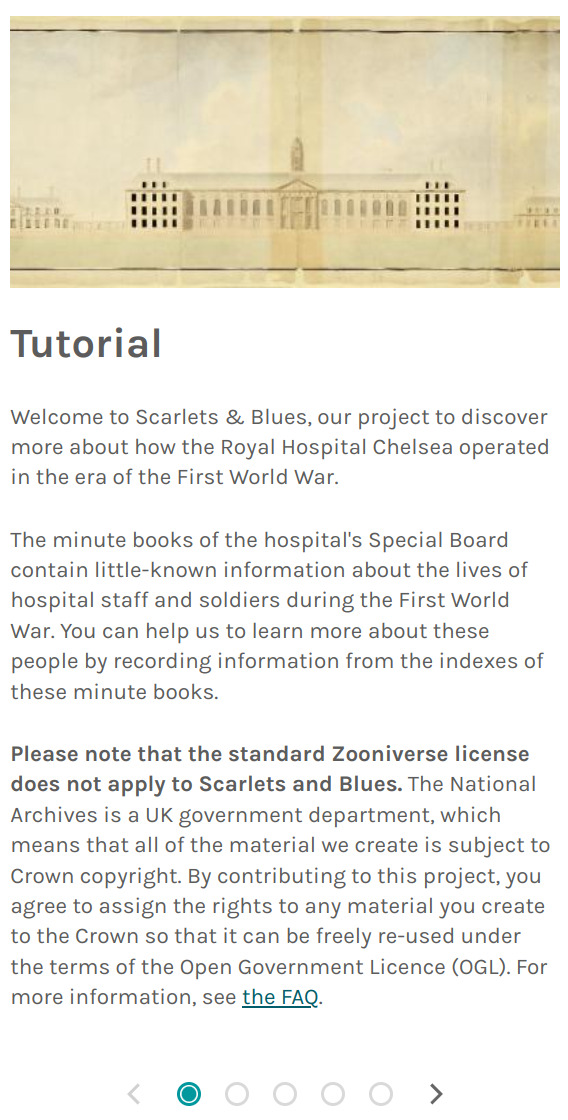 Tutorial
Welcome to Scarlets & Blues, our project to discover
more about how the Royal Hospital Chelsea operated
in the era of the First World War.
The minute books of the hospital's Special Board
contain little-known information about the lives of
hospital staff and soldiers during the First World
War. You can help us to learn more about these
people by recording information from the indexes of
these minute books.
Please note that the standard Zooniverse license
does not apply to Scarlets and Blues. The National
Archives is a UK government department, which
means that all of the material we create is subject to
Crown copyright. By contributing to this project, you
agree to assign the rights to any material you create
to the Crown so that it can be freely re-used under
the terms of the Open Government Licence (OGL). For
more information, see the FAQ.